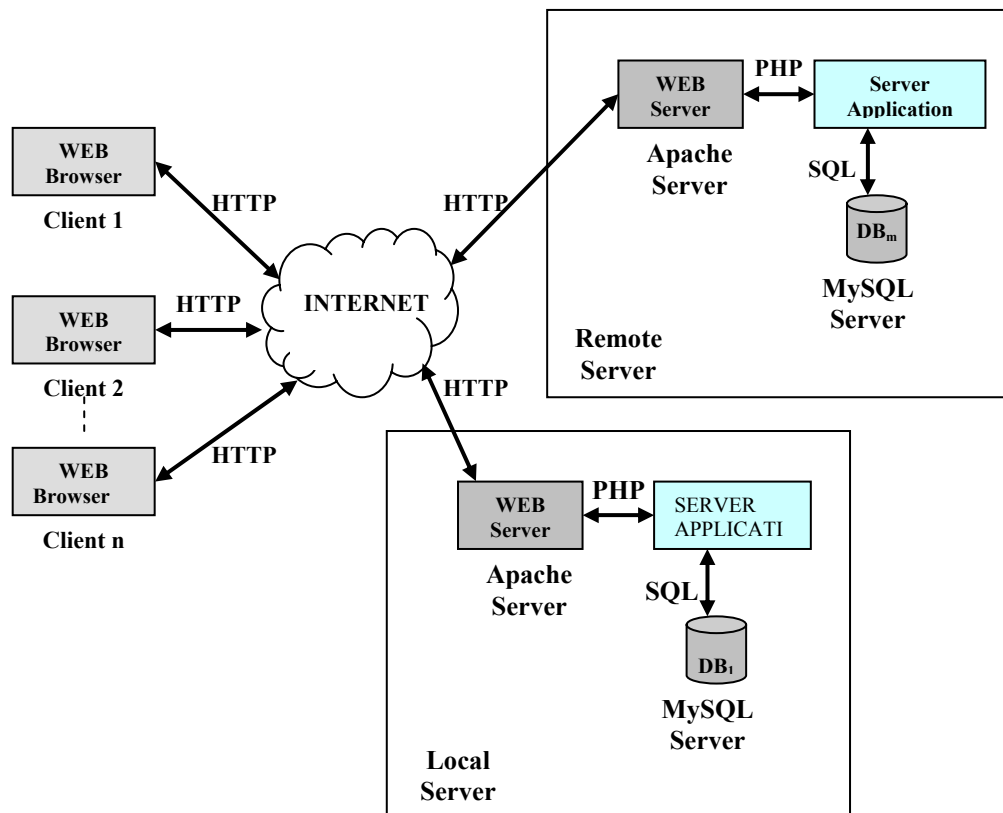 WEB
Browser
Client 1
HTTP
WEB
Browser
Client 2
HTTP
WEB
Browser
Client n
HTTP
INTERNET
HTTP
WEB
Server
Apache
Server
PHP
Server
Application
SQL
DBₘ
MySQL
Server
Remote
Server
HTTP
WEB
Server
Apache
Server
PHP
SERVER
APPLICATI
SQL
DB₁
MySQL
Server
Local
Server